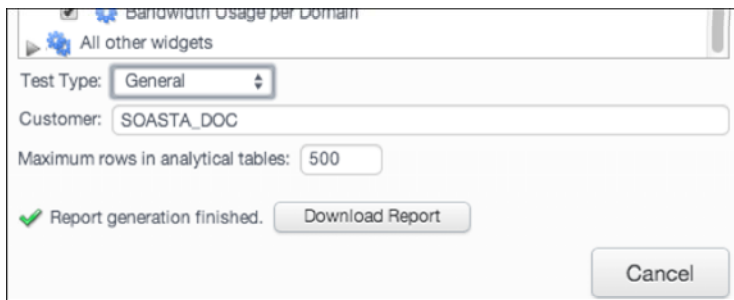 Bandwidth Usage per Domain
All other widgets
Test Type: General
Customer: SOASTA_DOC
Maximum rows in analytical tables: 500
Report generation finished. Download Report
Cancel